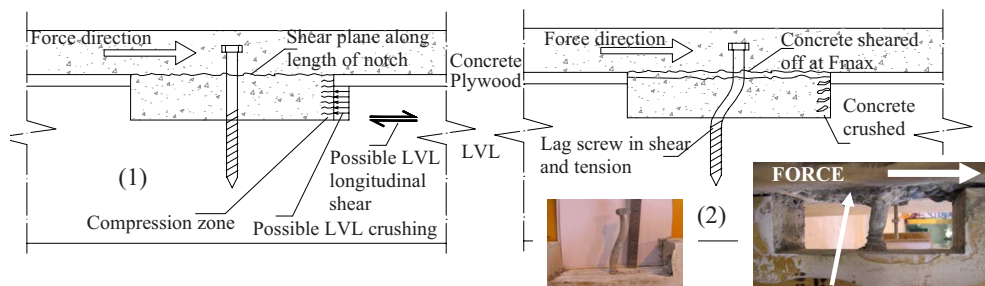 Force direction
Shear plane along
length of notch
Concrete
Plywood
LVL
(1)
Possible LVL
longitudinal
shear
Compression zone
Possible LVL crushing
Force direction
Concrete sheared
off at Fmax
Concrete
crushed
Lag screw in shear
and tension
(2)
FORCE